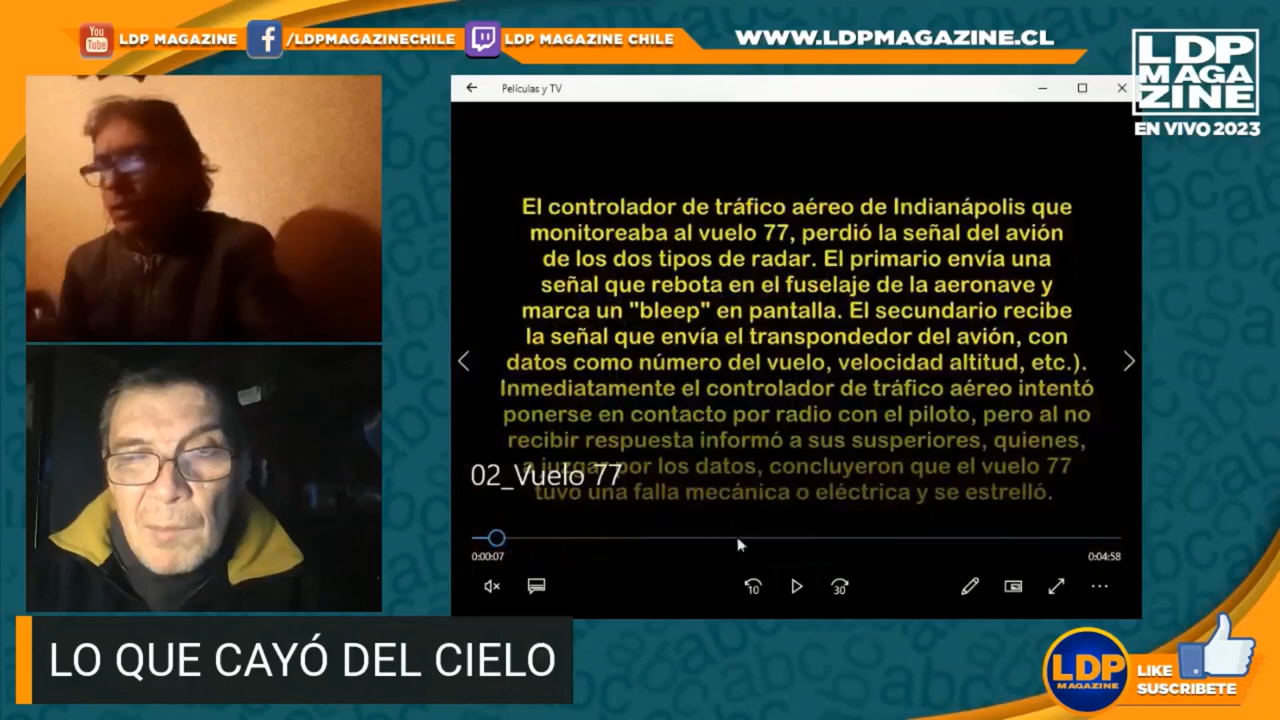 You
Tube
LDP MAGAZINE
/LDPMAGAZINECHILE
LDP MAGAZINE CHILE
WWW.LDPMAGAZINE.CL
LDP
MAGA
ZINE
EN VIVO 2023
Películas y TV
El controlador de tráfico aéreo de Indianápolis que
monitoreaba al vuelo 77, perdió la señal del avión
de los dos tipos de radar. El primario envía una
señal que rebota en el fuselaje de la aeronave y
marca un "bleep" en pantalla. El secundario recibe
la señal que envía el transpondedor del avión, con
datos como número del vuelo, velocidad altitud, etc.).
Inmediatamente el controlador de tráfico aéreo intentó
ponerse en contacto por radio con el piloto, pero al no
recibir respuesta informó a sus susperiores, quienes,
a juzgar por los datos, concluyeron que el vuelo 77
tuvo una falla mecánica o eléctrica y se estrelló.
02_Vuelo 77
0:00:07
0:04:58
10
30
LO QUE CAYÓ DEL CIELO
LDP
MAGAZINE
LIKE
SUSCRIBETE